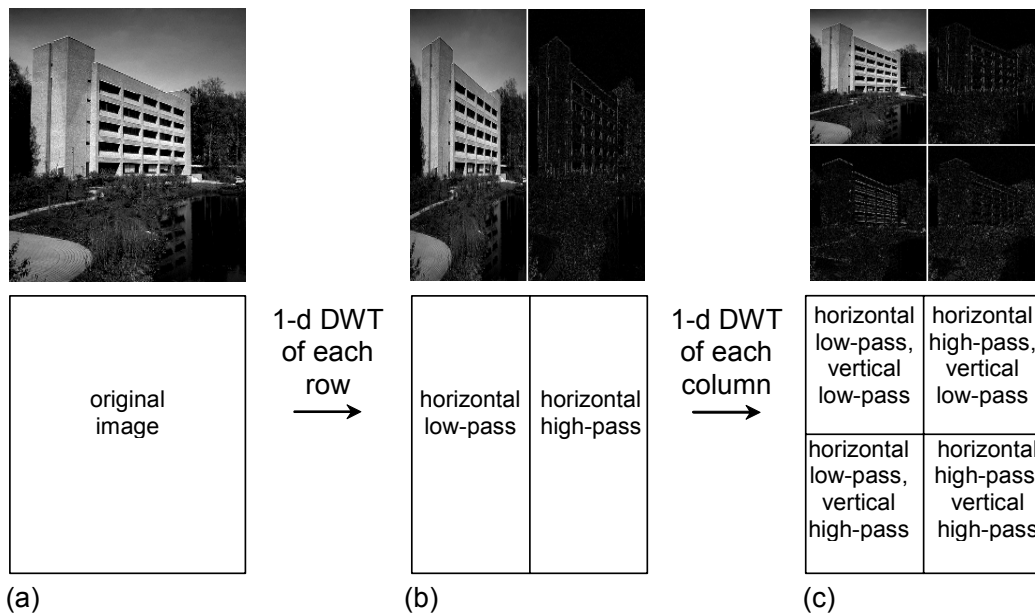 original
image
1-d DWT
of each
row
horizontal
low-pass
horizontal
high-pass
1-d DWT
of each
column
horizontal
low-pass,
vertical
low-pass
horizontal
high-pass,
vertical
low-pass
horizontal
low-pass,
vertical
high-pass
horizontal
high-pass
vertical
high-pass
(a)
(b)
(c)